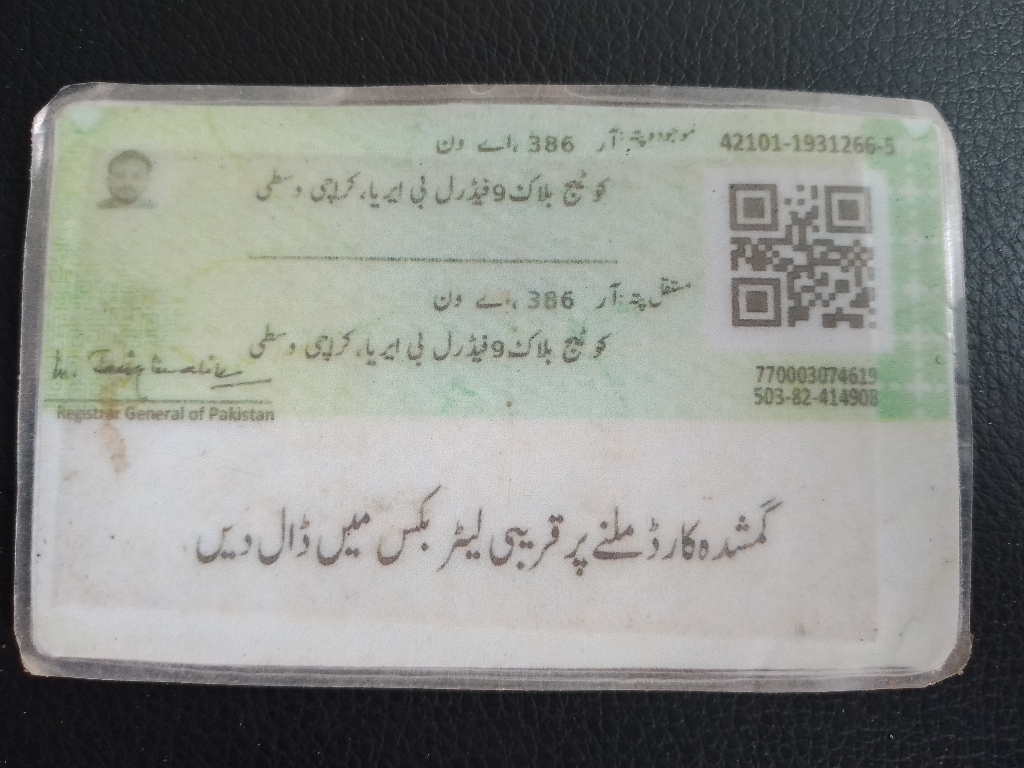 42101-1931266-5
موجودہ پتہ: آر 386، اے ون
کوٹیج بلاک 9 فیڈرل بی ایریا، کراچی وسطی
مستقل پتہ: آر 386، اے ون
کوٹیج بلاک 9 فیڈرل بی ایریا، کراچی وسطی
770003074619
503-82-414908
Registrar General of Pakistan
گمشدہ کارڈ ملنے پر قریبی لیٹر بکس میں ڈال دیں